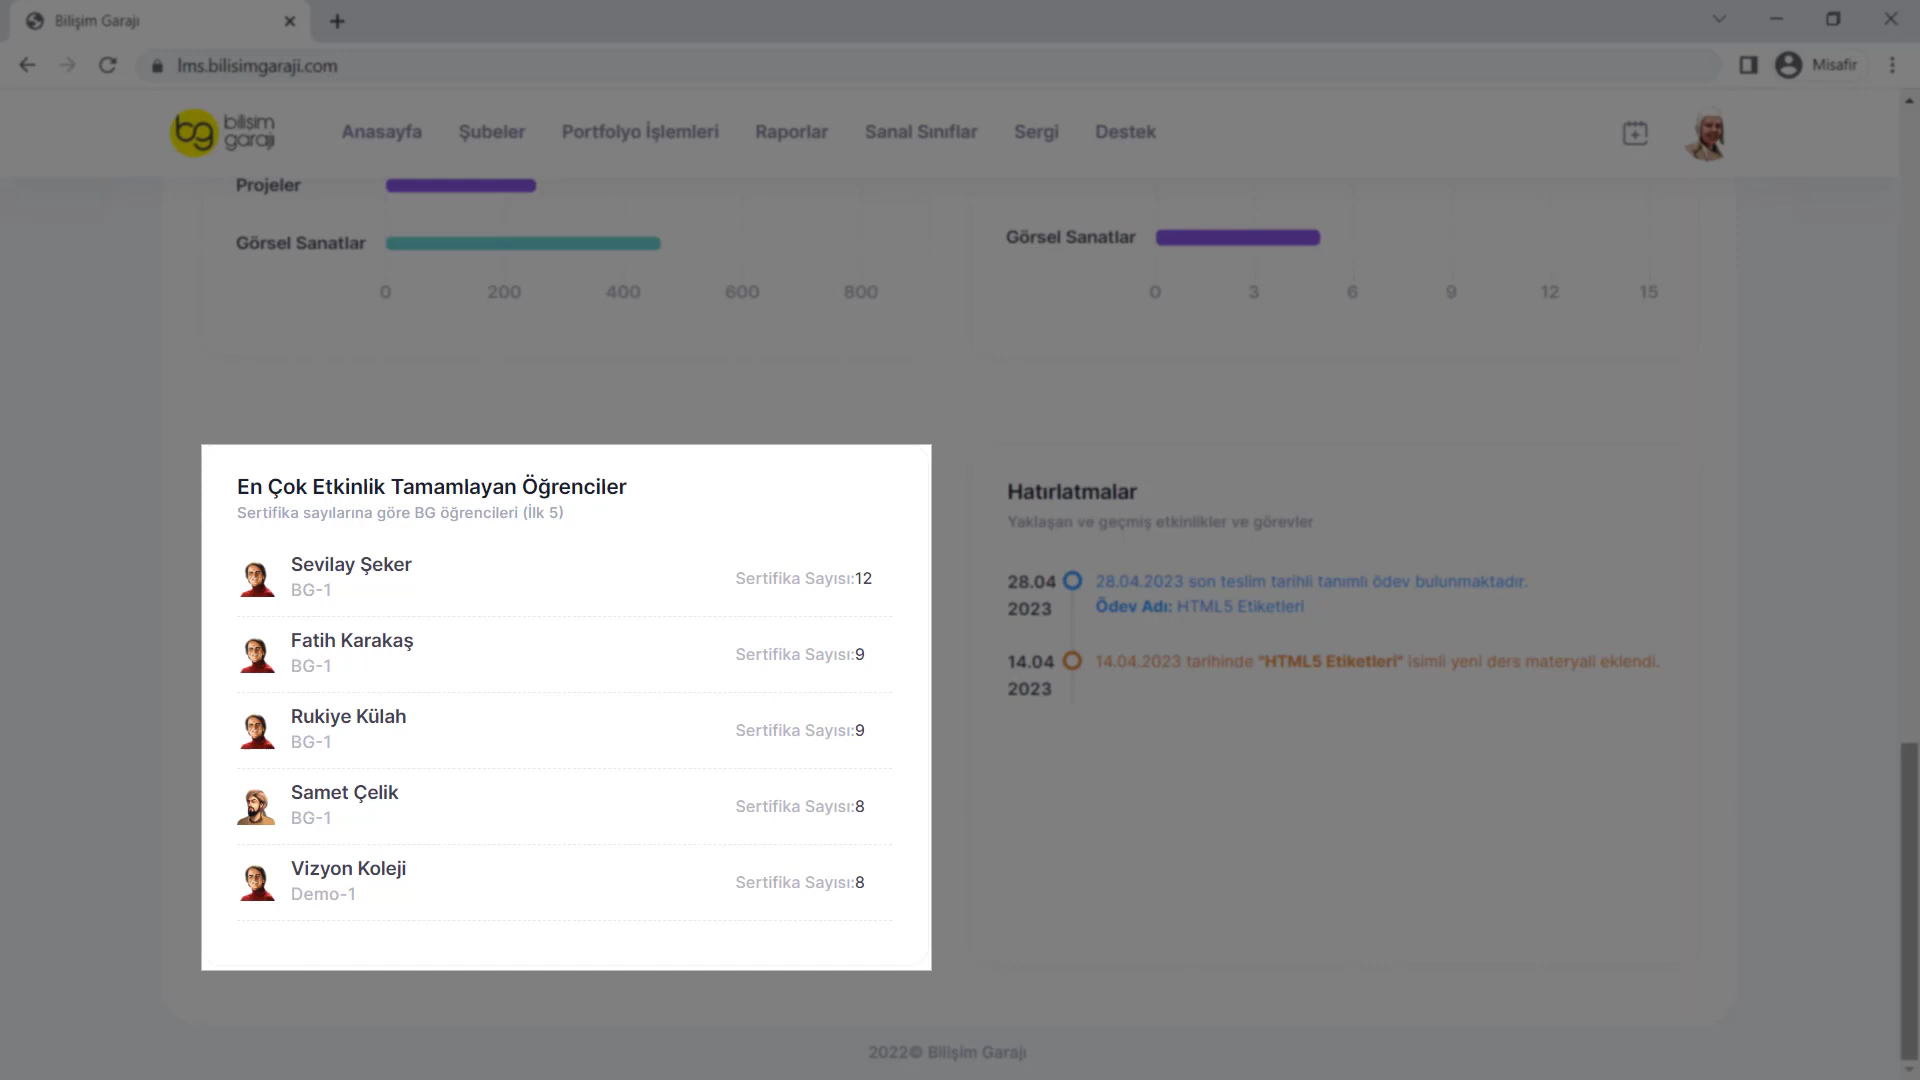 Bilişim Garajı
lms.bilisimgaraji.com
Misafir
bg bilişim garajı
Anasayfa Şubeler Portfolyo İşlemleri Raporlar Sanal Sınıflar Sergi Destek
Projeler
Görsel Sanatlar
0 200 400 600 800
Görsel Sanatlar
0 3 6 9 12 15
En Çok Etkinlik Tamamlayan Öğrenciler
Sertifika sayılarına göre BG öğrencileri (İlk 5)
Sevilay Şeker
BG-1
Sertifika Sayısı:12
Fatih Karakaş
BG-1
Sertifika Sayısı:9
Rukiye Külah
BG-1
Sertifika Sayısı:9
Samet Çelik
BG-1
Sertifika Sayısı:8
Vizyon Koleji
Demo-1
Sertifika Sayısı:8
Hatırlatmalar
Yaklaşan ve geçmiş etkinlikler ve görevler
28.04 2023
28.04.2023 son teslim tarihli tanımlı ödev bulunmaktadır.
Ödev Adı: HTML5 Etiketleri
14.04 2023
14.04.2023 tarihinde "HTML5 Etiketleri" isimli yeni ders materyali eklendi.
2022© Bilişim Garajı